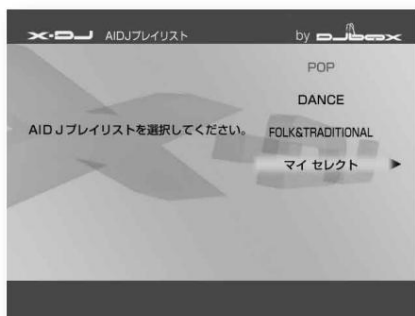 X-DJ AIDJプレイリスト by DJbox
POP
DANCE
AIDJプレイリストを選択してください。
FOLK&TRADITIONAL
マイ セレクト